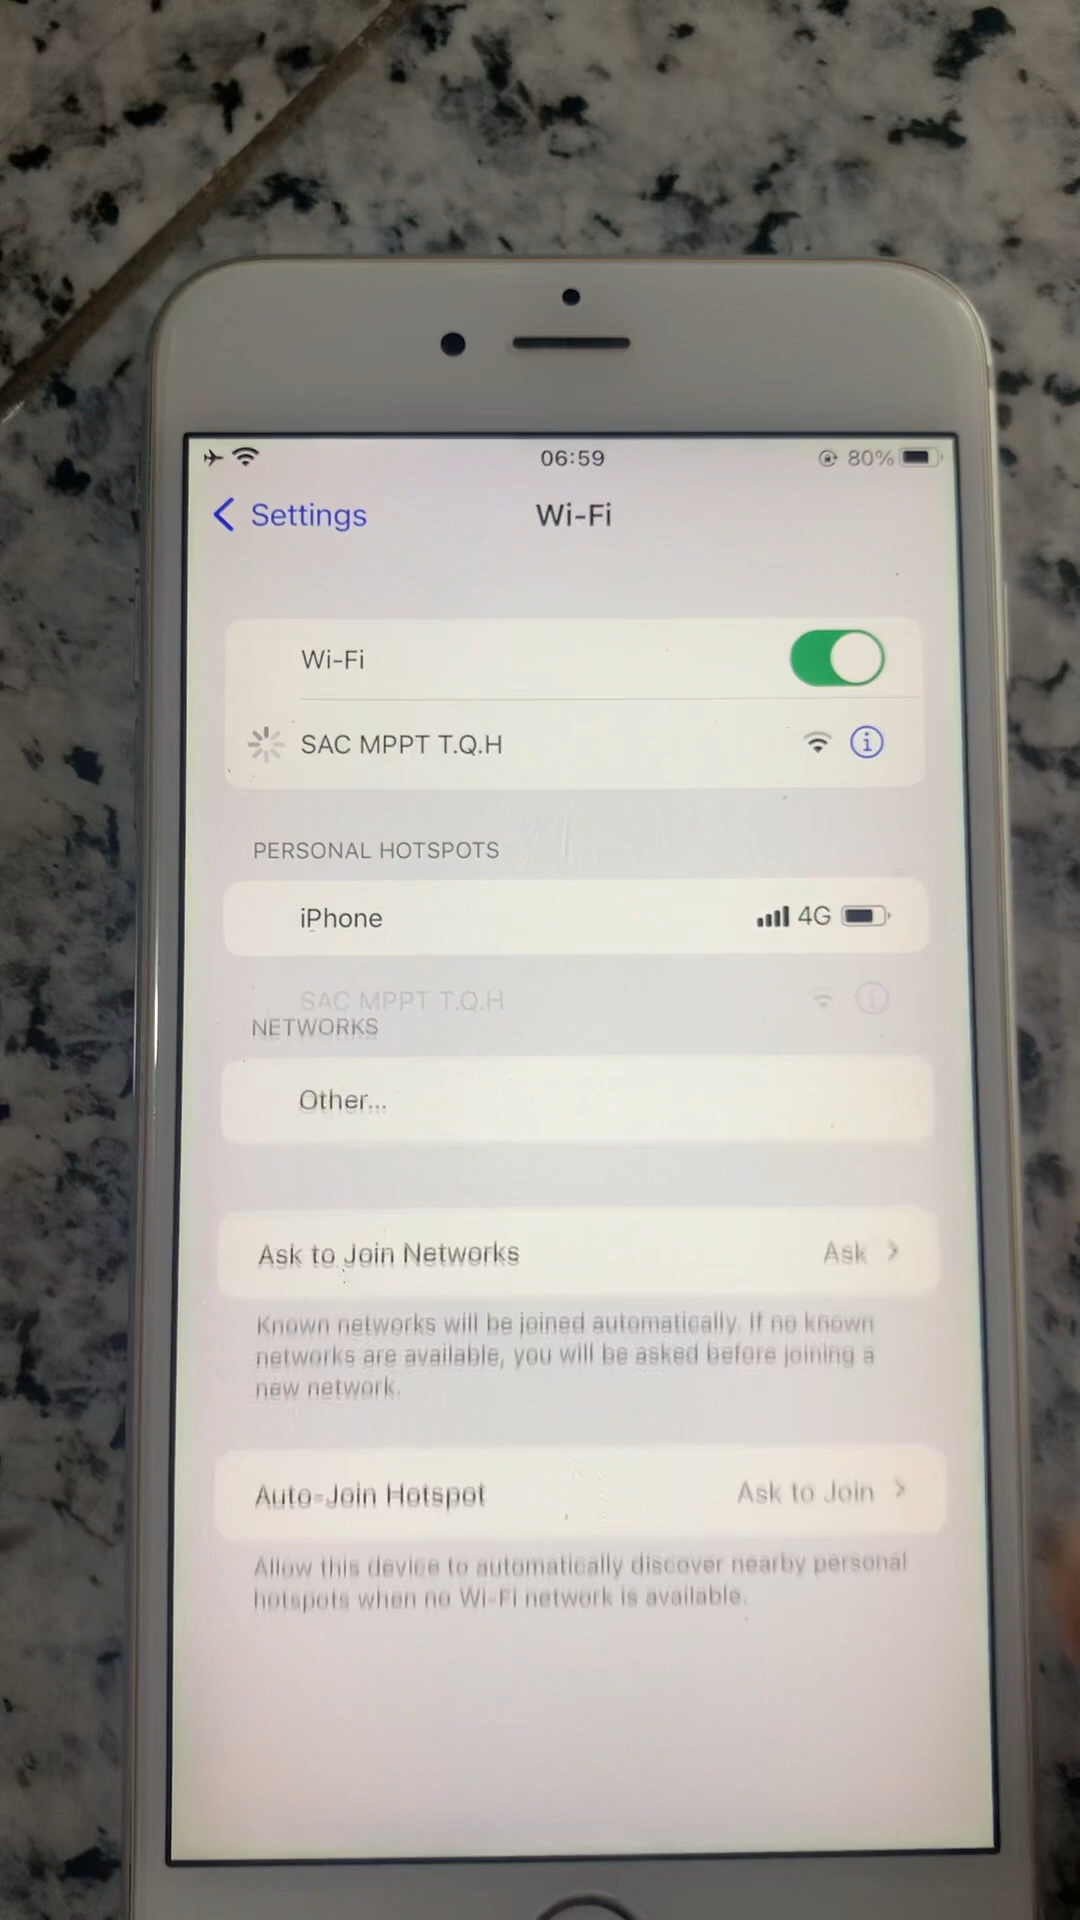 06:59
80%
Settings
Wi-Fi
Wi-Fi
SAC MPPT T.Q.H
PERSONAL HOTSPOTS
iPhone
4G
SAC MPPT T.Q.H
NETWORKS
Other...
Ask to Join Networks
Ask
Known networks will be joined automatically. If no known
networks are available, you will be asked before joining a
new network.
Auto-Join Hotspot
Ask to Join
Allow this device to automatically discover nearby personal
hotspots when no Wi-Fi network is available.